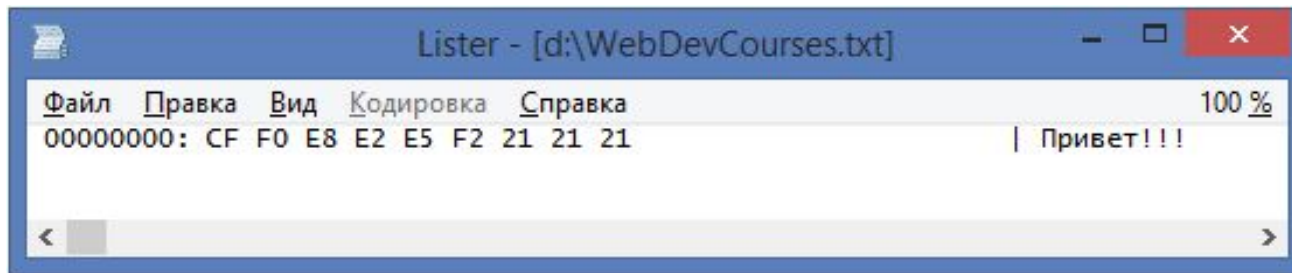 Lister - [d:\WebDevCourses.txt]
Файл Правка Вид Кодировка Справка 100 %
00000000: CF F0 E8 E2 E5 F2 21 21 21 | Привет!!!